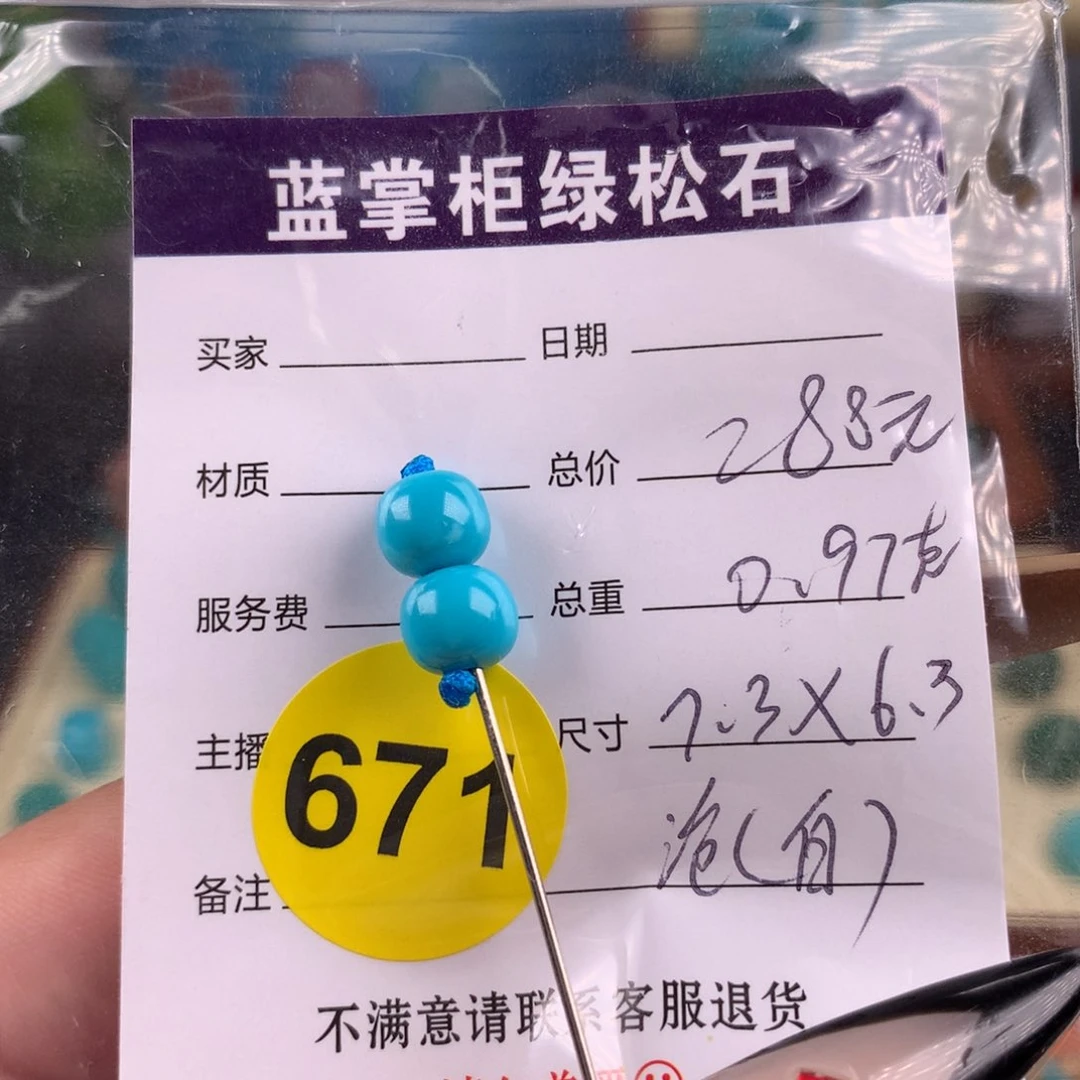 蓝掌柜绿松石
买家 日期
材质 总价 288元
服务费 总重 0.97克
主播 尺寸 7.3X6.3
671
备注 (自)
不满意请联系客服退货